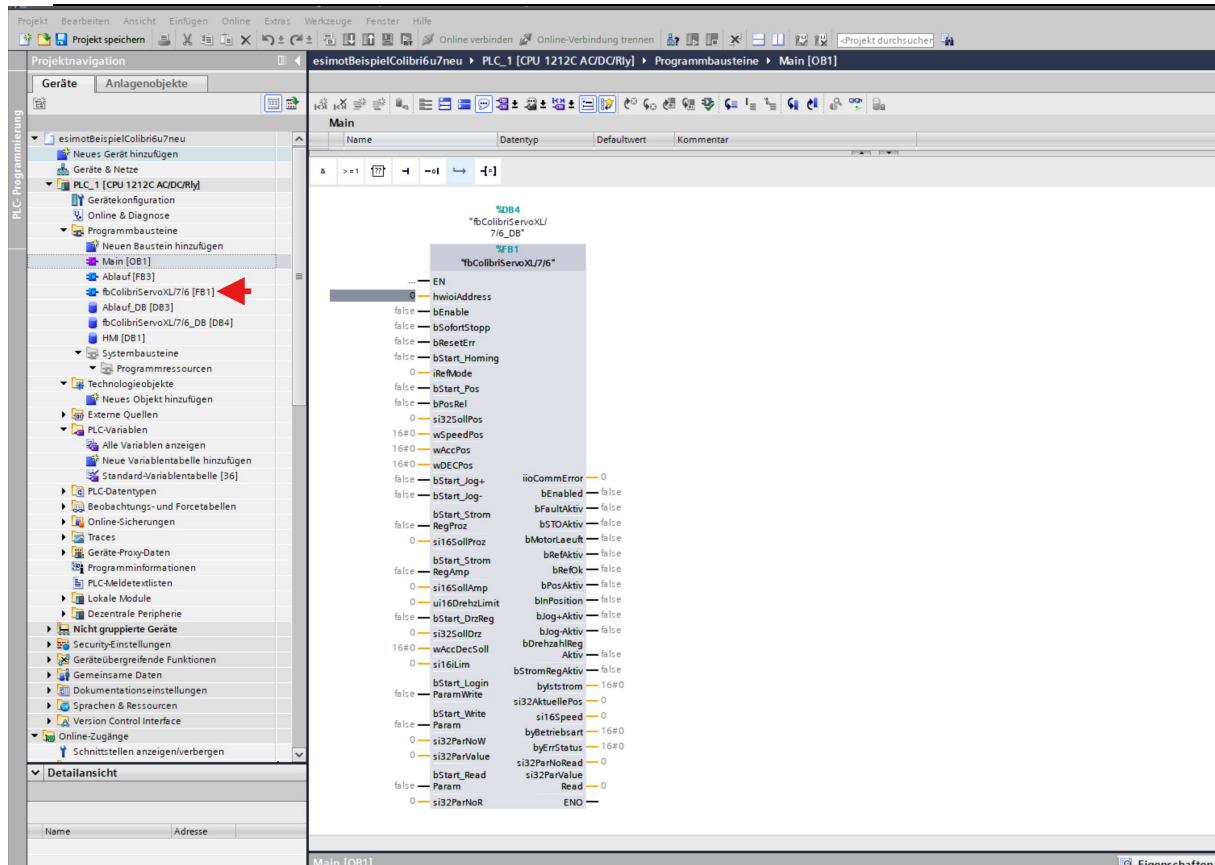 Projekt Bearbeiten Ansicht Einfügen Online Extras Werkzeuge Fenster Hilfe
Projekt speichern Online verbinden Online-Verbindung trennen <Projekt durchsuchen
Projektnavigation
esimotBeispielColibri6u7neu PLC_1 [CPU 1212C AC/DC/Rly] Programmbausteine Main [OB1]
Geräte Anlagenobjekte
PLC-Programmierung
esimotBeispielColibri6u7neu
Neues Gerät hinzufügen
Geräte & Netze
PLC_1 [CPU 1212C AC/DC/Rly]
Gerätekonfiguration
Online & Diagnose
Programmbausteine
Neuen Baustein hinzufügen
Main [OB1]
Ablauf [FB3]
fbColibriServoXL/7/6 [FB1]
Ablauf_DB [DB3]
fbColibriServoXL/7/6_DB [DB4]
HMI [DB1]
Systembausteine
Programmressourcen
Technologieobjekte
Neues Objekt hinzufügen
Externe Quellen
PLC-Variablen
Alle Variablen anzeigen
Neue Variablentabelle hinzufügen
Standard-Variablentabelle [36]
PLC-Datentypen
Beobachtungs- und Forcetabellen
Online-Sicherungen
Traces
Geräte-Proxy-Daten
Programminformationen
PLC-Meldetextlisten
Lokale Module
Dezentrale Peripherie
Nicht gruppierte Geräte
Security-Einstellungen
Geräteübergreifende Funktionen
Gemeinsame Daten
Dokumentationseinstellungen
Sprachen & Ressourcen
Version Control Interface
Online-Zugänge
Schnittstellen anzeigen/verbergen
Detailansicht
Name Adresse
Main
Name Datentyp Defaultwert Kommentar
& >=1 ??
%DB4
"fbColibriServoXL/
7/6_DB"
%FB1
"fbColibriServoXL/7/6"
... EN
0 hwioiAddress
false bEnable
false bSofortStopp
false bResetErr
false bStart_Homing
0 iRefMode
false bStart_Pos
false bPosRel
0 si32SollPos
16#0 wSpeedPos
16#0 wAccPos
16#0 wDECPos
false bStart_Jog+
false bStart_Jog-
bStart_Strom
false RegProz
0 si16SollProz
bStart_Strom
false RegAmp
0 si16SollAmp
0 ui16DrehzLimit
false bStart_DrzReg
0 si32SollDrz
16#0 wAccDecSoll
0 si16iLim
bStart_Login
false ParamWrite
bStart_Write
false Param
0 si32ParNoW
0 si32ParValue
bStart_Read
false Param
0 si32ParNoR
iioCommError 0
bEnabled false
bFaultAktiv false
bSTOAktiv false
bMotorLaeuft false
bRefAktiv false
bRefOk false
bPosAktiv false
bInPosition false
bJog+Aktiv false
bJog-Aktiv false
bDrehzahlReg
Aktiv false
bStromRegAktiv false
byIststrom 16#0
si32AktuellePos 0
si16Speed 0
byBetriebsart 16#0
byErrStatus 16#0
si32ParNoRead 0
si32ParValue
Read 0
ENO
Main [OB1]
Eigenschaften